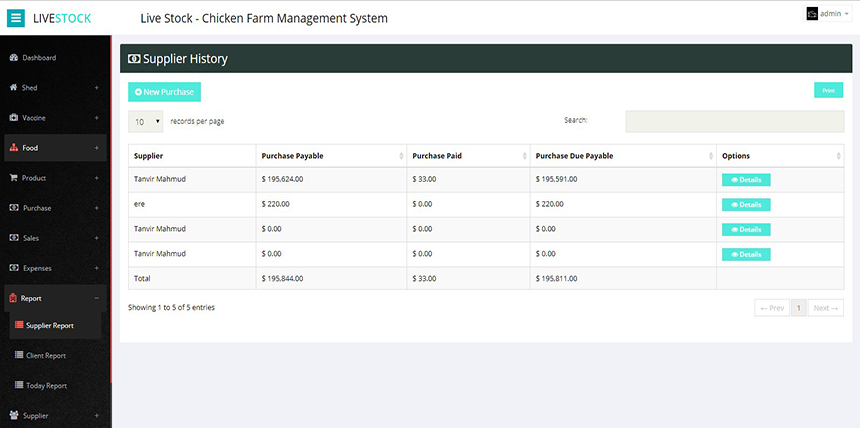 LIVESTOCK
Live Stock - Chicken Farm Management System
admin
Dashboard
Shed +
Vaccine +
Food +
Product +
Purchase +
Sales +
Expenses +
Report −
Supplier Report
Client Report
Today Report
Supplier +
Supplier History
New Purchase
Print
10 records per page
Search:
Supplier Purchase Payable Purchase Paid Purchase Due Payable Options
Tanvir Mahmud $ 195,624.00 $ 33.00 $ 195,591.00 Details
ere $ 220.00 $ 0.00 $ 220.00 Details
Tanvir Mahmud $ 0.00 $ 0.00 $ 0.00 Details
Tanvir Mahmud $ 0.00 $ 0.00 $ 0.00 Details
Total $ 195,844.00 $ 33.00 $ 195,811.00
Showing 1 to 5 of 5 entries
← Prev 1 Next →